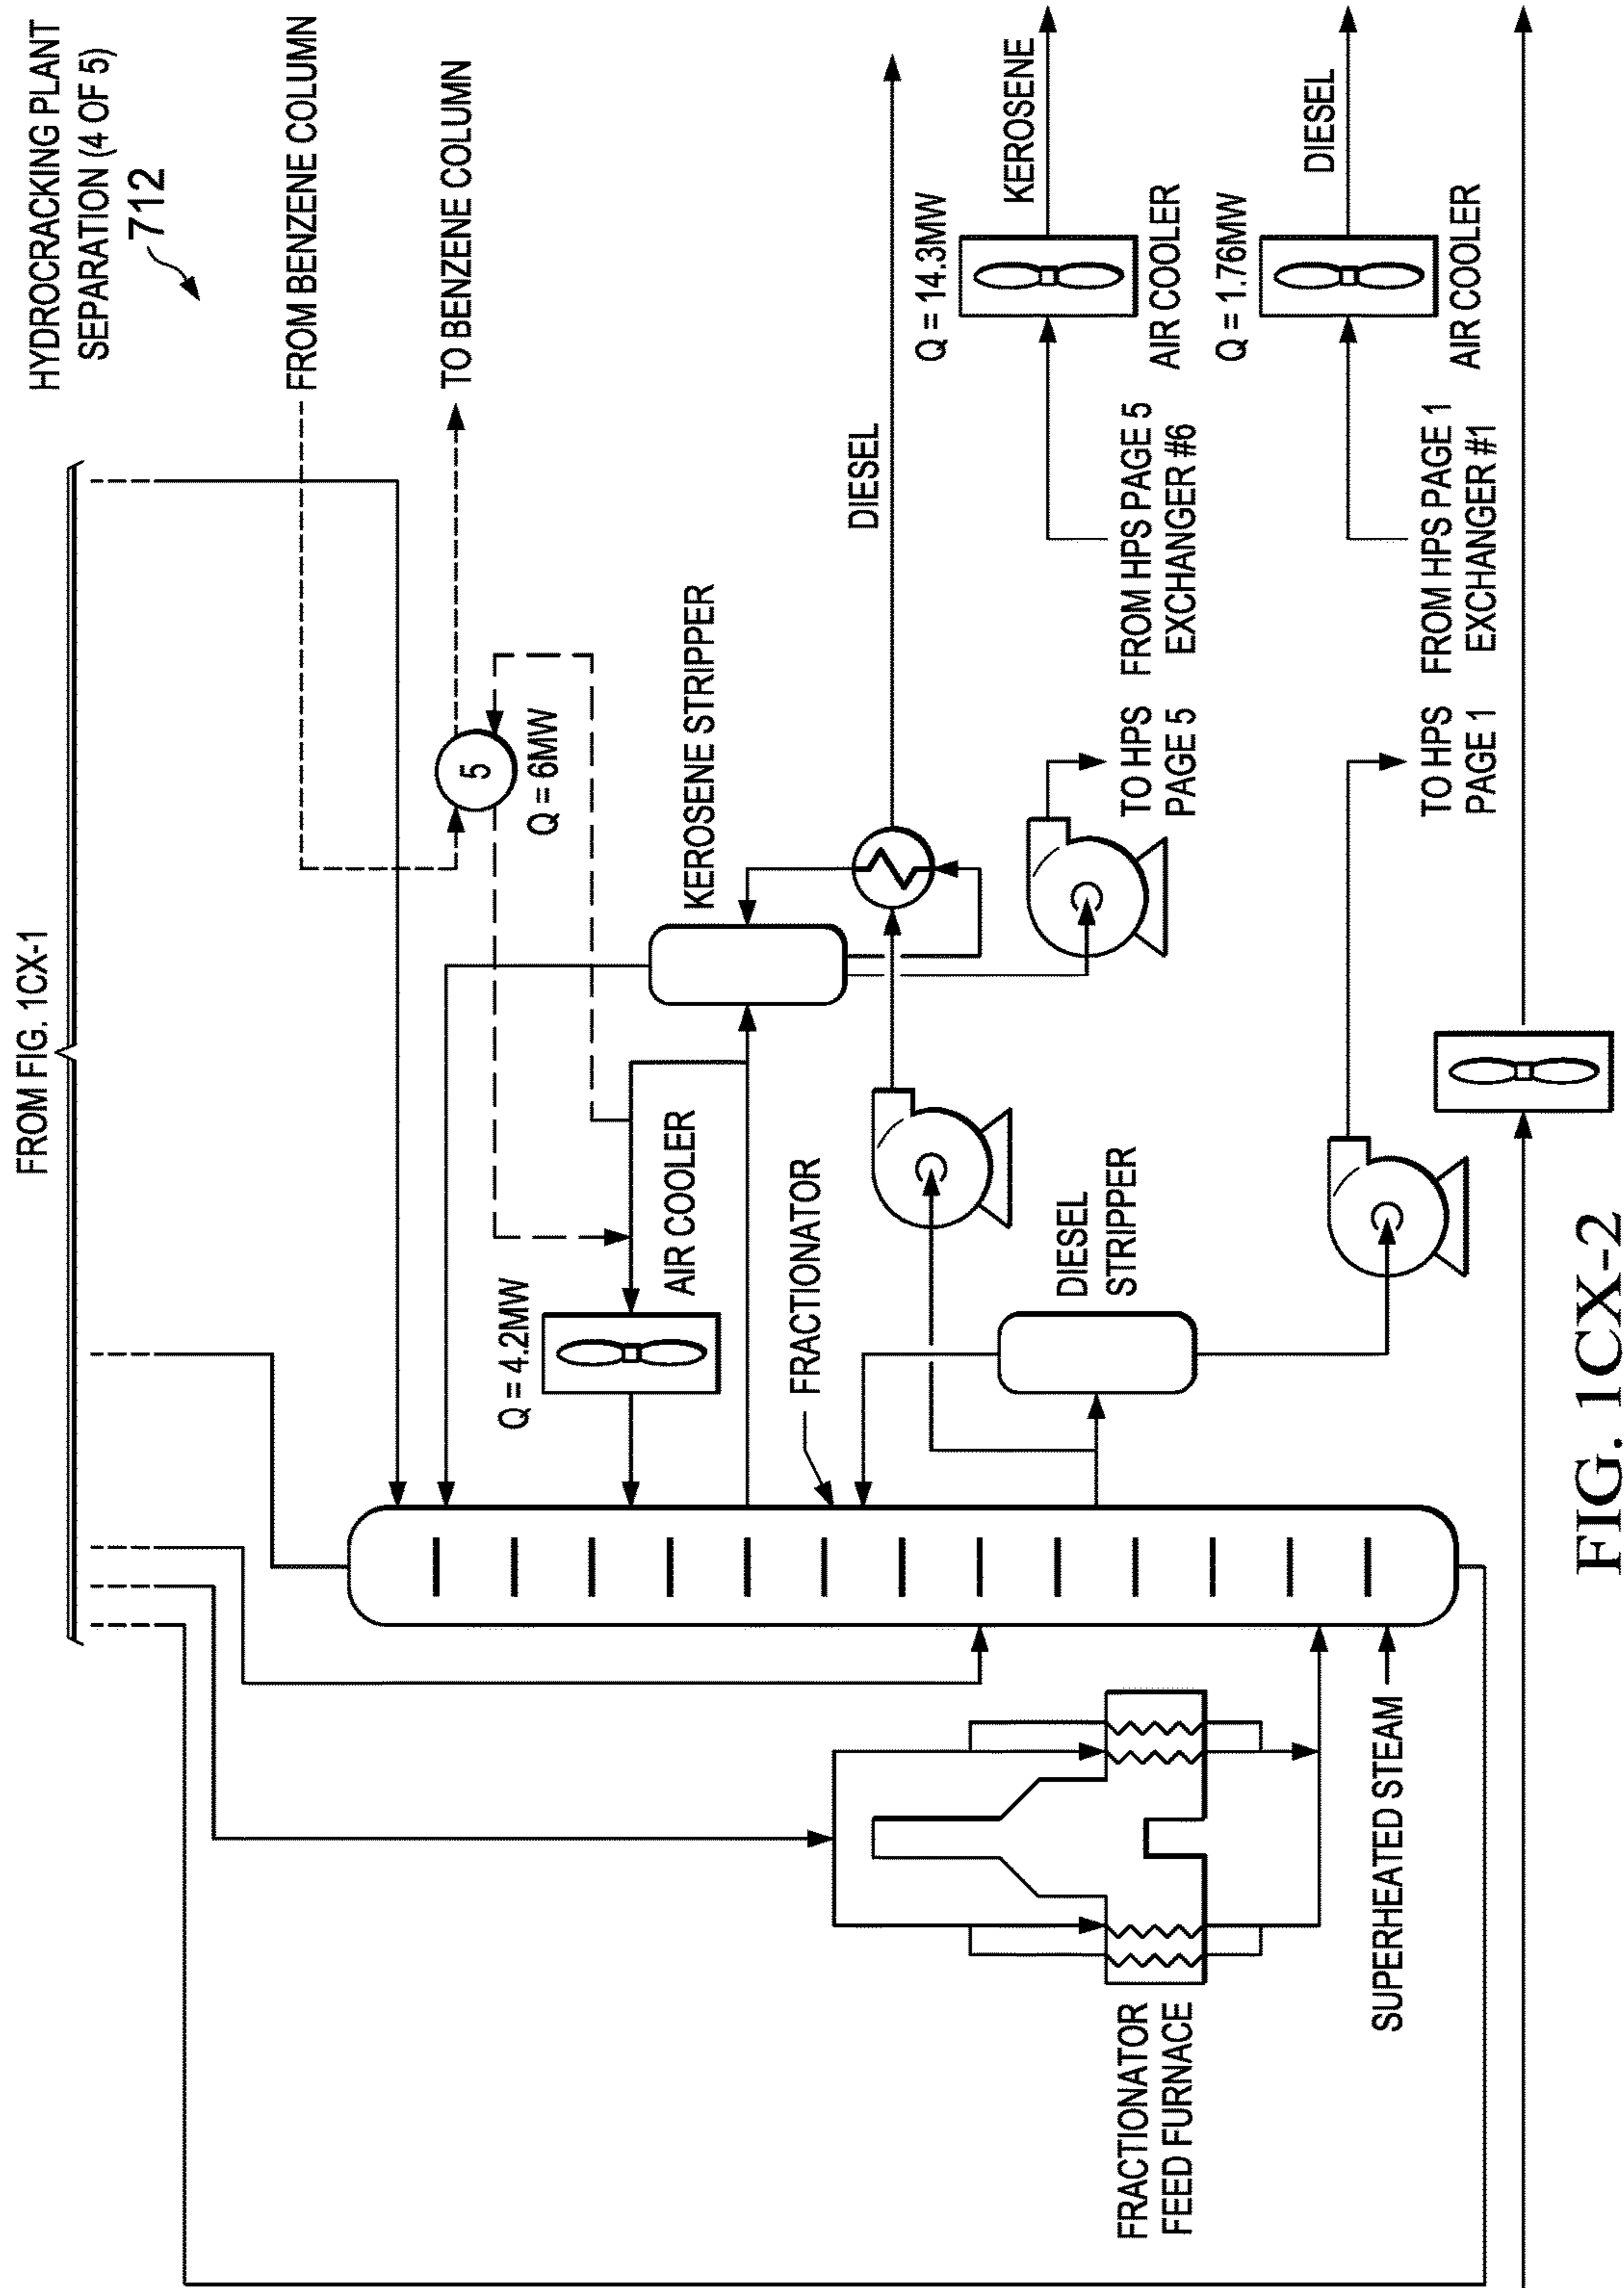 HYDROCRACKING PLANT
SEPARATION (4 OF 5)
712
FROM FIG. 1CX-1
FROM BENZENE COLUMN
TO BENZENE COLUMN
5
Q = 6MW
KEROSENE STRIPPER
Q = 4.2MW
AIR COOLER
FRACTIONATOR
DIESEL
DIESEL
STRIPPER
Q = 14.3MW
KEROSENE
AIR COOLER
TO HPS
PAGE 5
FROM HPS PAGE 5
EXCHANGER #6
Q = 1.76MW
DIESEL
AIR COOLER
TO HPS
PAGE 1
FROM HPS PAGE 1
EXCHANGER #1
FRACTIONATOR
FEED FURNACE
SUPERHEATED STEAM
FIG. 1CX-2